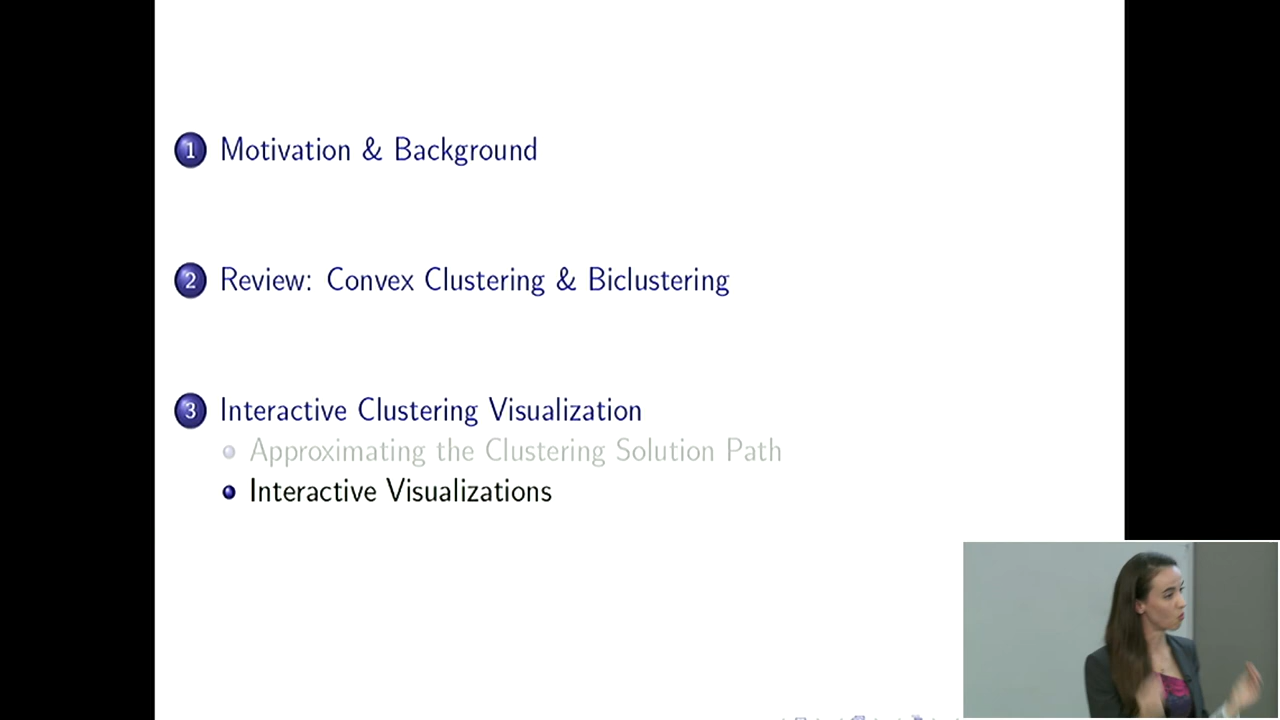 1 Motivation & Background
2 Review: Convex Clustering & Biclustering
3 Interactive Clustering Visualization
Approximating the Clustering Solution Path
Interactive Visualizations